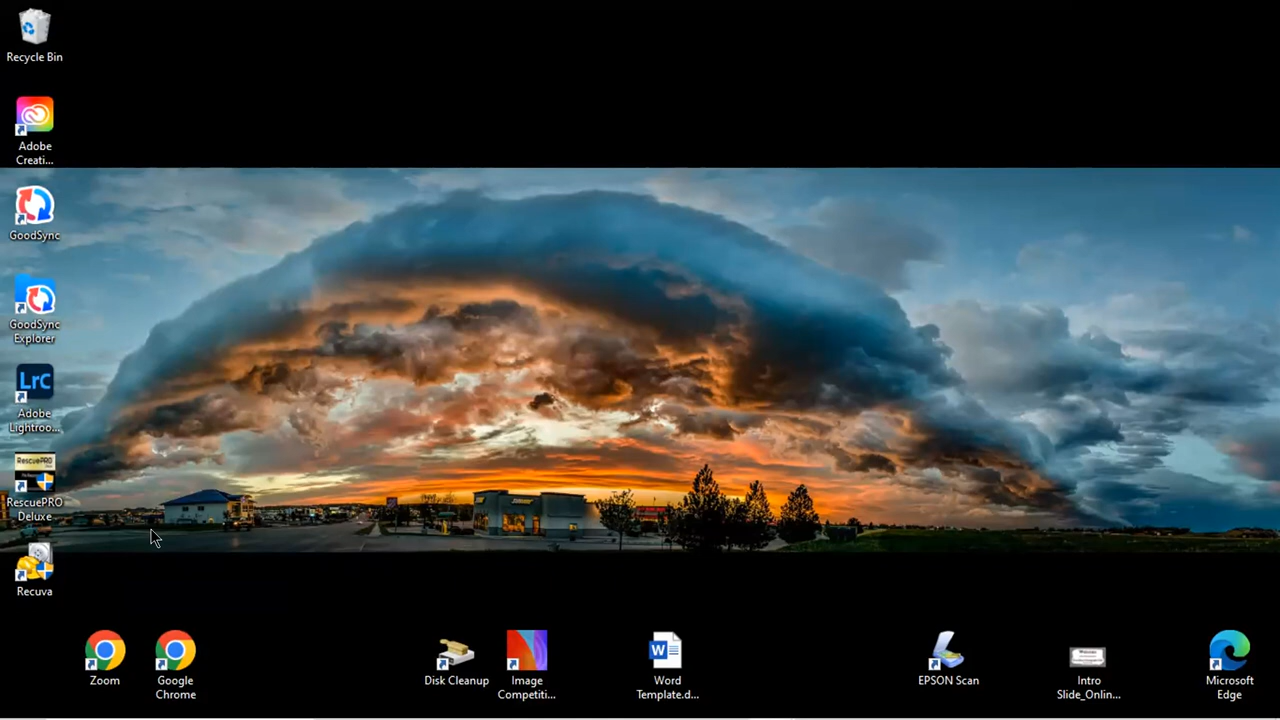 Recycle Bin
Adobe
Creati...
GoodSync
GoodSync
Explorer
Lrc
Adobe
Lightroo...
RescuePRO
RescuePRO
Deluxe
Recuva
Zoom
Google
Chrome
Disk Cleanup
Image
Competiti...
W
Word
Template.d...
EPSON Scan
Intro
Slide_Onlin...
Microsoft
Edge